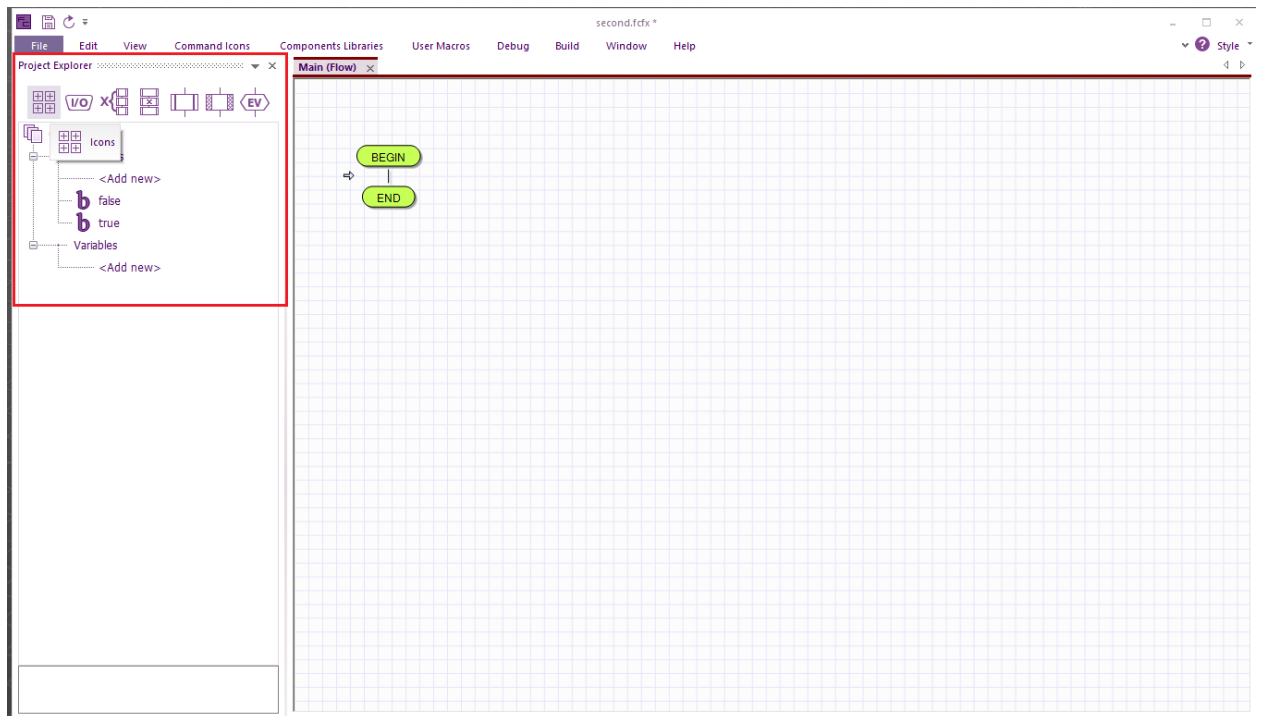 FC
second.fcfx *
File Edit View Command Icons Components Libraries User Macros Debug Build Window Help ? Style
Project Explorer
Main (Flow)
I/O X{ x EV
Icons
s
<Add new>
b false
b true
Variables
<Add new>
BEGIN
END